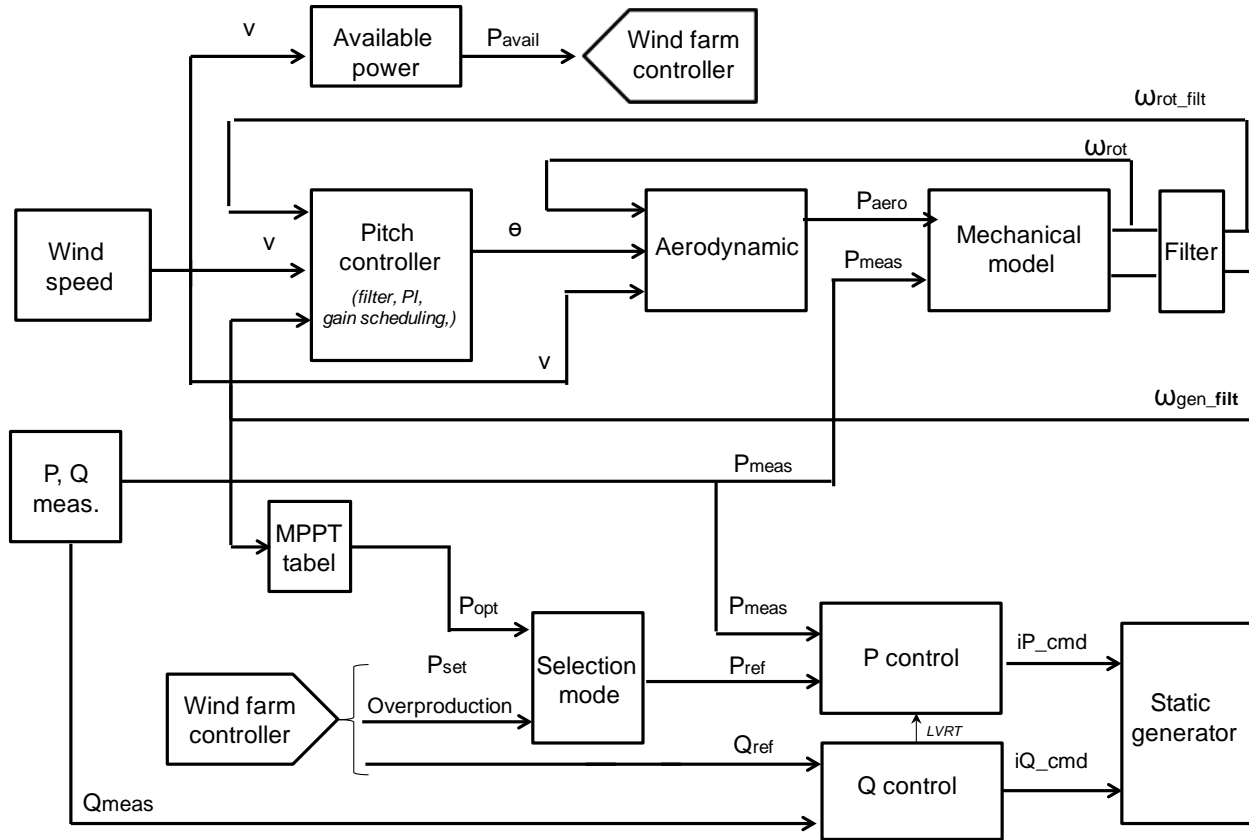 v
Available
power
Pavail
Wind farm
controller
ωrot_filt
ωrot
Wind
speed
v
Pitch
controller
(filter, PI,
gain scheduling,)
ɵ
Aerodynamic
Paero
Pmeas
Mechanical
model
Filter
v
ωgen_filt
P, Q
meas.
Pmeas
MPPT
tabel
Popt
Pset
Overproduction
Selection
mode
Pmeas
Pref
P control
iP_cmd
Wind farm
controller
Static
generator
LVRT
Qref
Q control
iQ_cmd
Qmeas